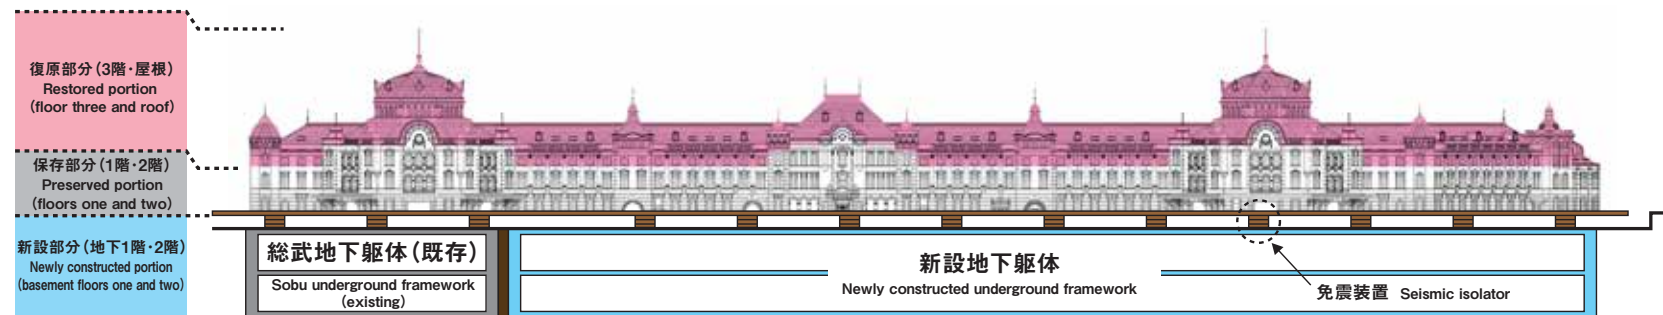 復原部分（3階・屋根）
Restored portion
（floor three and roof）
保存部分（1階・2階）
Preserved portion
（floors one and two）
新設部分（地下1階・2階）
Newly constructed portion
（basement floors one and two）
総武地下躯体（既存）
Sobu underground framework
（existing）
新設地下躯体
Newly constructed underground framework
免震装置 Seismic isolator